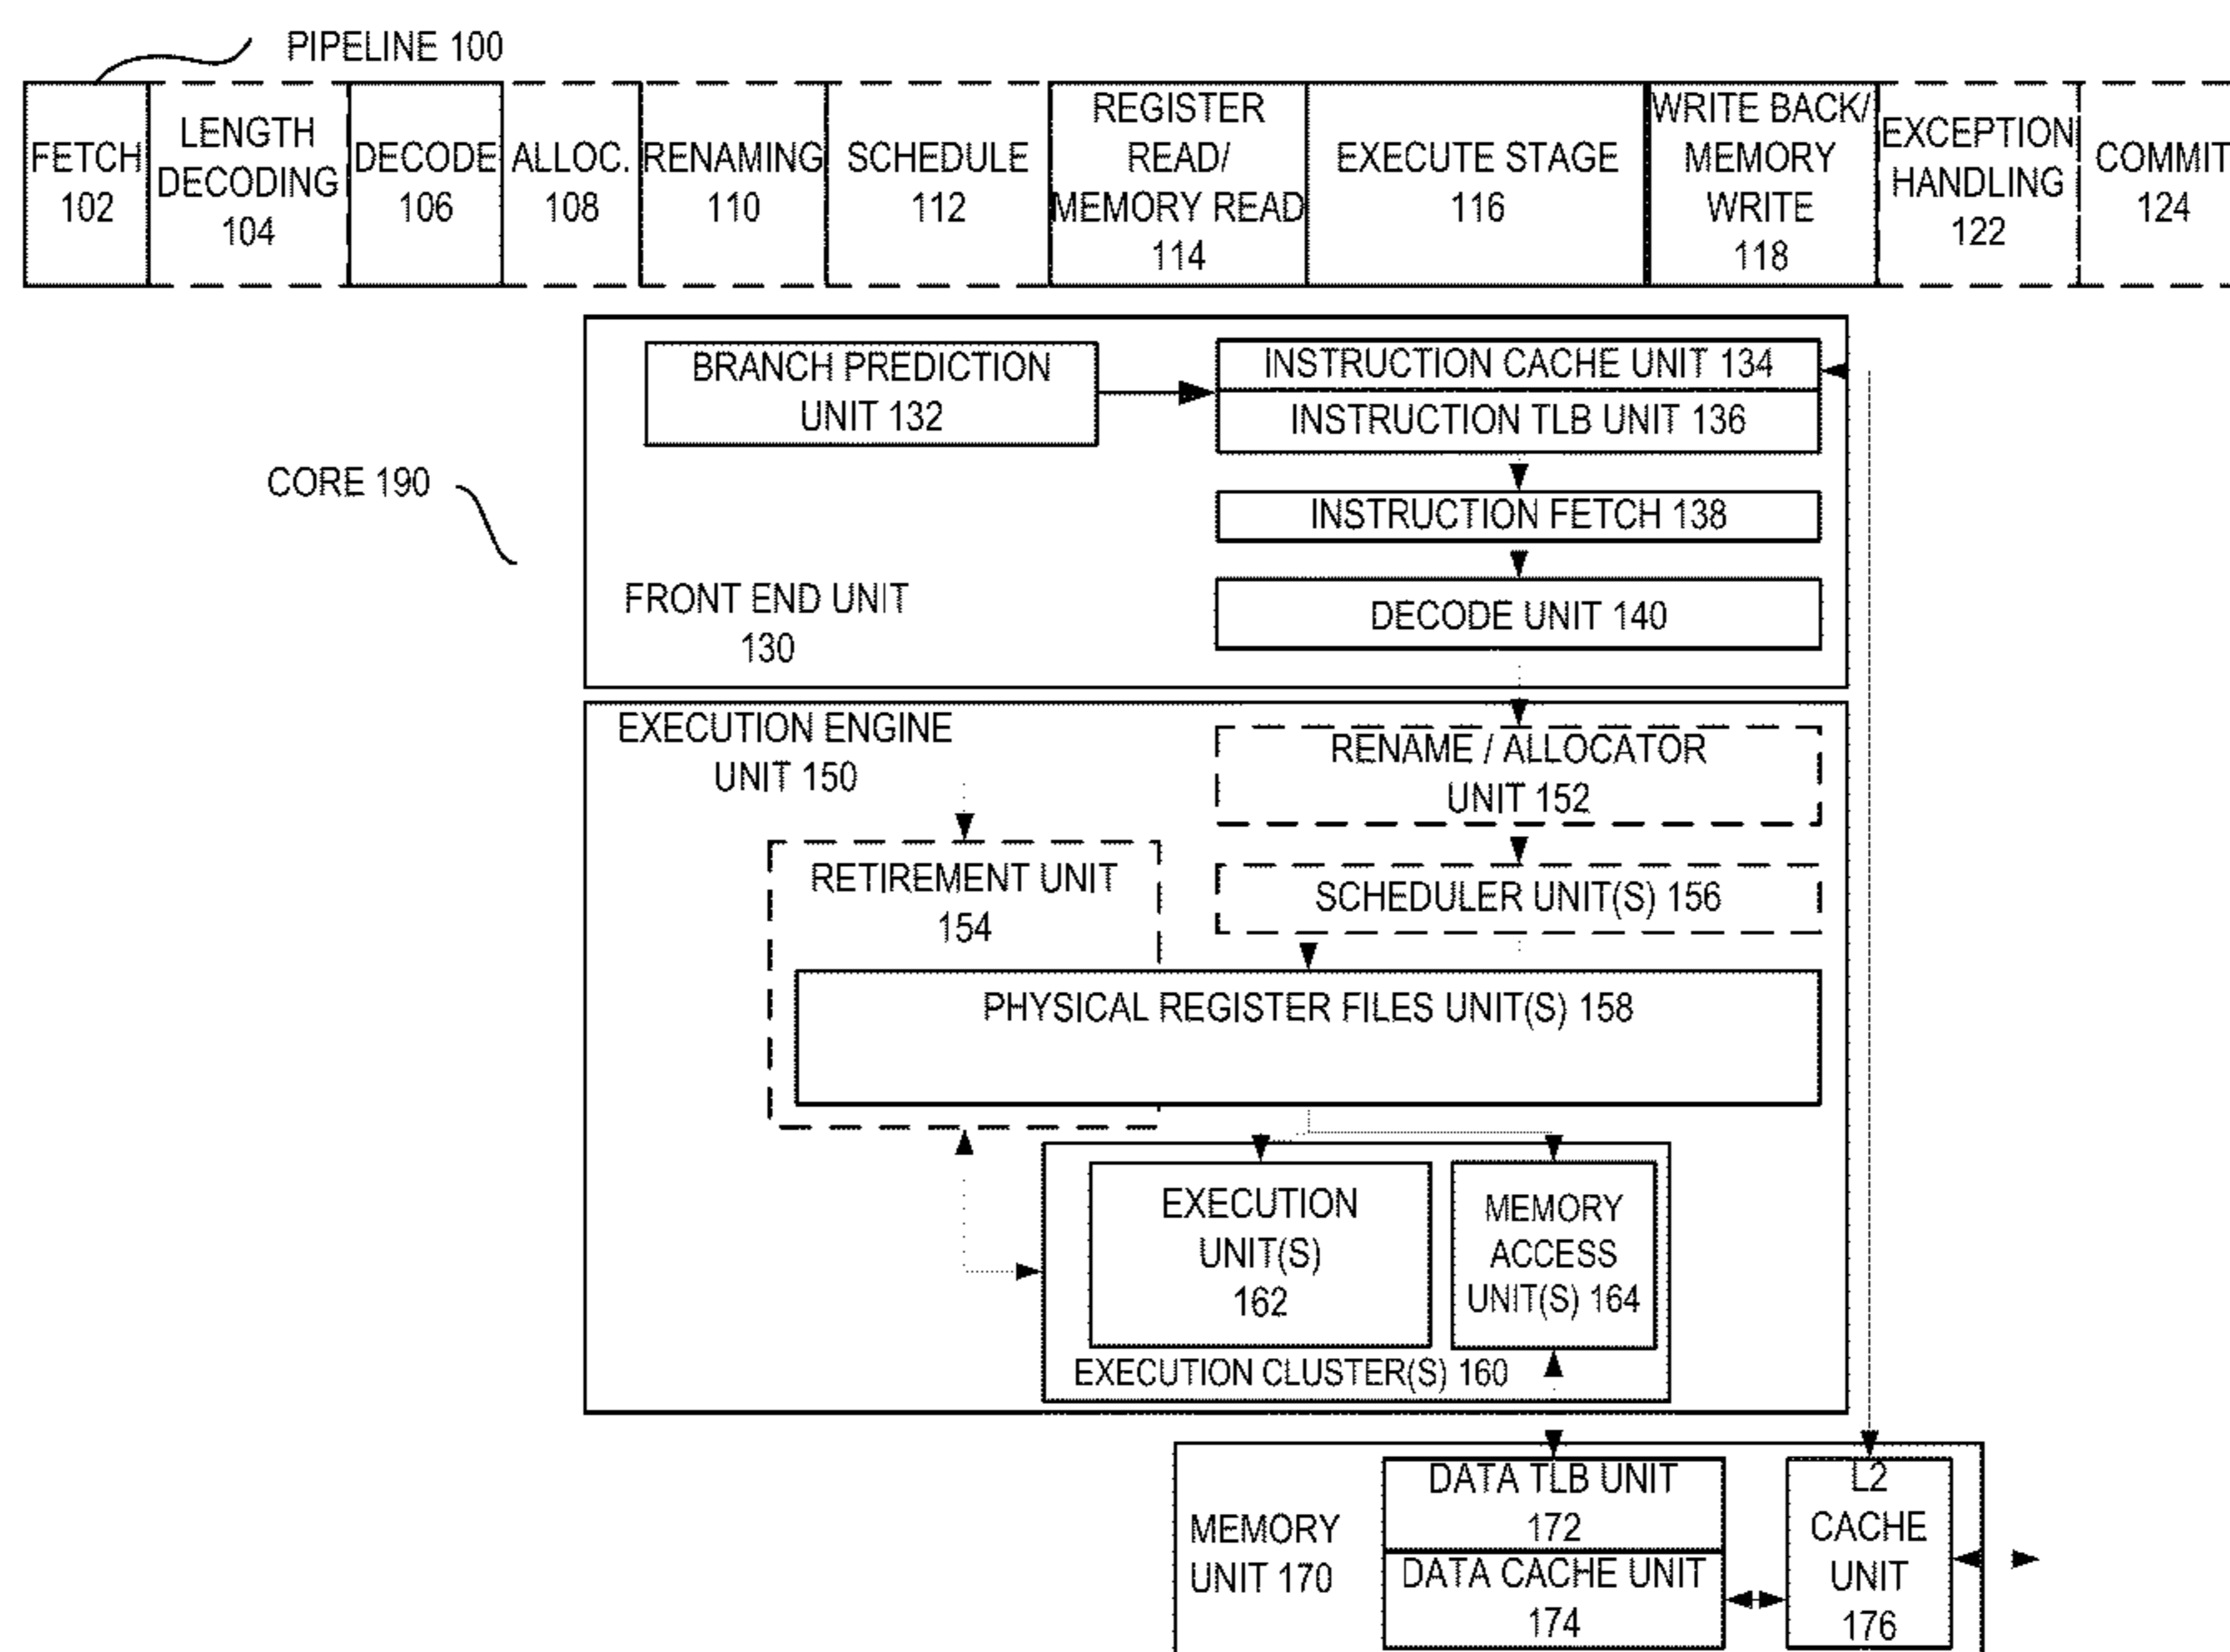 PIPELINE 100
FETCH
102
LENGTH
DECODING
104
DECODE
106
ALLOC.
108
RENAMING
110
SCHEDULE
112
REGISTER
READ/
MEMORY READ
114
EXECUTE STAGE
116
WRITE BACK/
MEMORY
WRITE
118
EXCEPTION
HANDLING
122
COMMIT
124
BRANCH PREDICTION
UNIT 132
INSTRUCTION CACHE UNIT 134
INSTRUCTION TLB UNIT 136
CORE 190
INSTRUCTION FETCH 138
FRONT END UNIT
130
DECODE UNIT 140
EXECUTION ENGINE
UNIT 150
RENAME / ALLOCATOR
UNIT 152
RETIREMENT UNIT
154
SCHEDULER UNIT(S) 156
PHYSICAL REGISTER FILES UNIT(S) 158
EXECUTION
UNIT(S)
162
MEMORY
ACCESS
UNIT(S) 164
EXECUTION CLUSTER(S) 160
MEMORY
UNIT 170
DATA TLB UNIT
172
DATA CACHE UNIT
174
L2
CACHE
UNIT
176